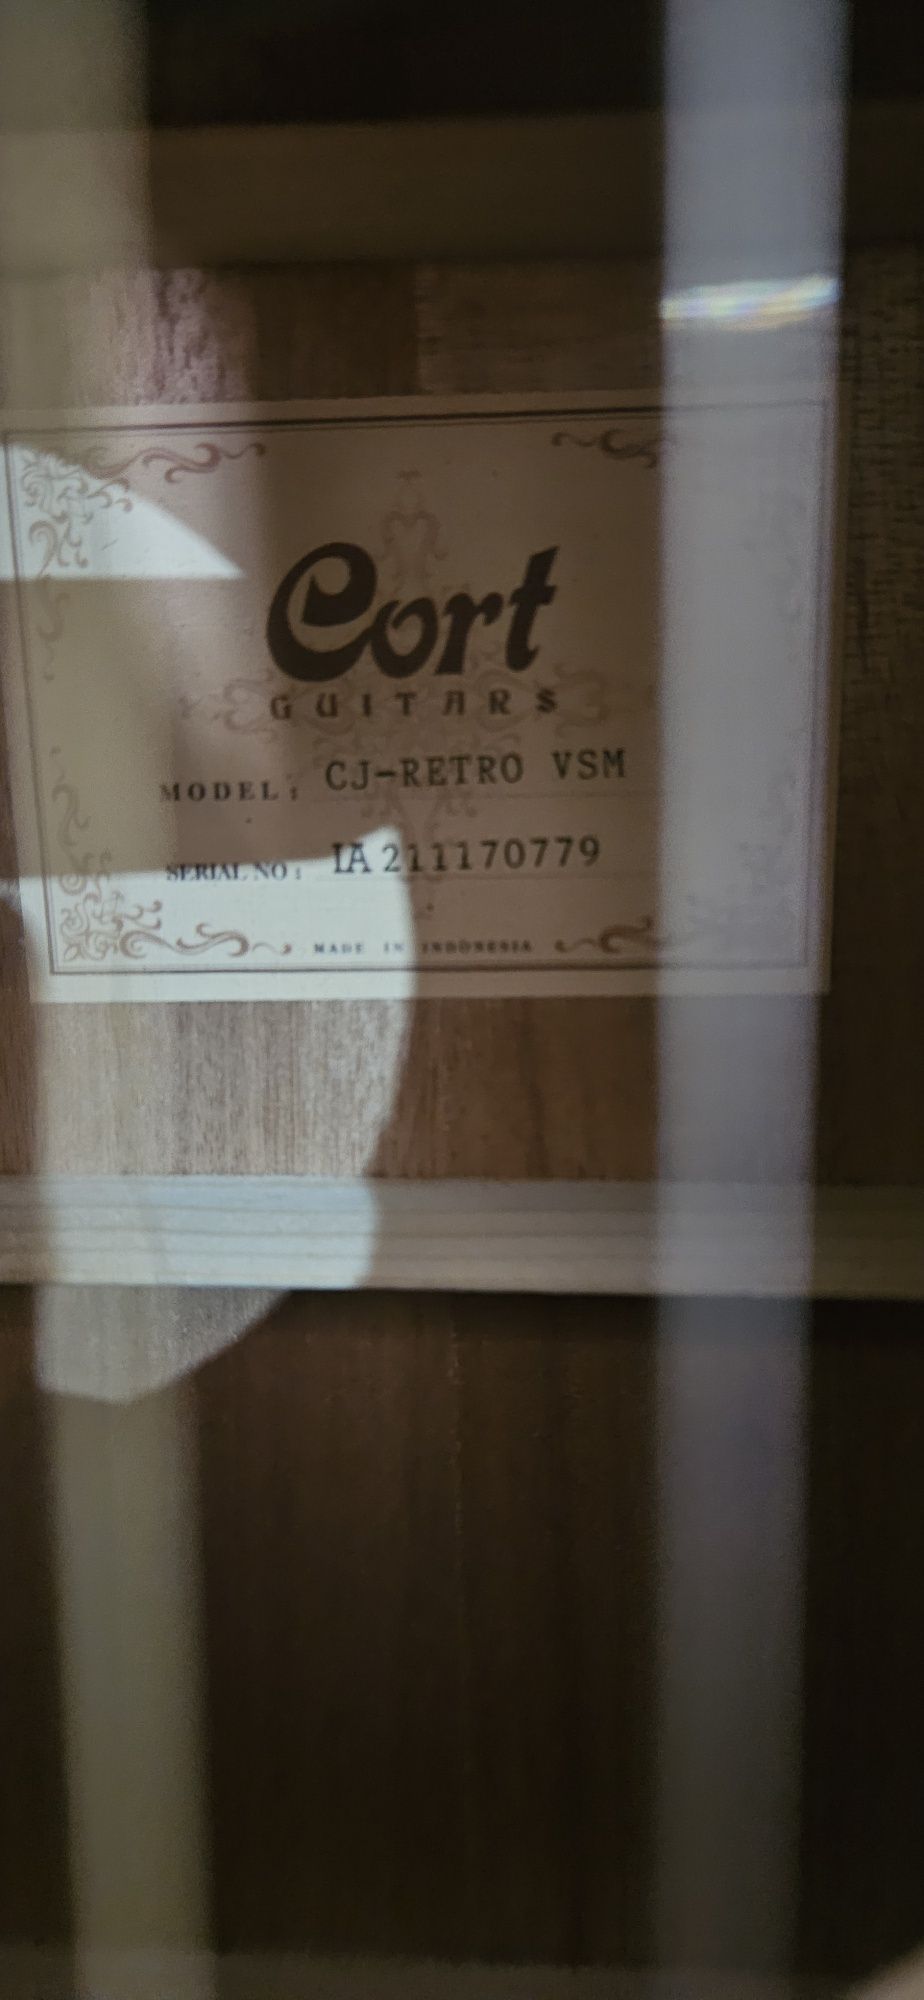 Cort
GUITARS
MODEL: CJ-RETRO VSM
SERIAL NO: IA211170779
MADE IN INDONESIA